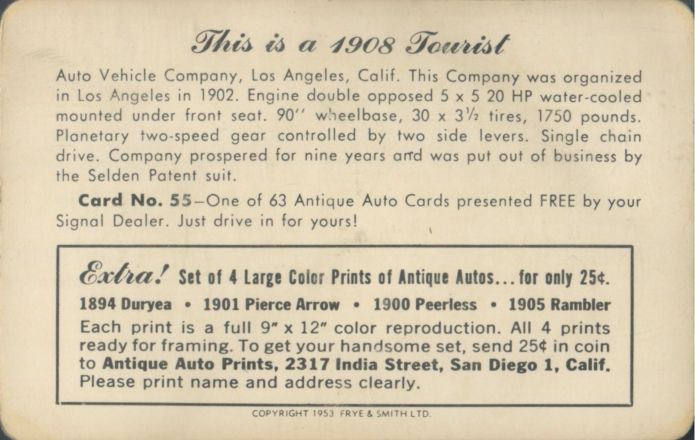 This is a 1908 Tourist
Auto Vehicle Company, Los Angeles, Calif. This Company was organized
in Los Angeles in 1902. Engine double opposed 5 x 5 20 HP water-cooled
mounted under front seat. 90" wheelbase, 30 x 3½ tires, 1750 pounds.
Planetary two-speed gear controlled by two side levers. Single chain
drive. Company prospered for nine years and was put out of business by
the Selden Patent suit.
Card No. 55—One of 63 Antique Auto Cards presented FREE by your
Signal Dealer. Just drive in for yours!
Extra! Set of 4 Large Color Prints of Antique Autos...for only 25¢.
1894 Duryea • 1901 Pierce Arrow • 1900 Peerless • 1905 Rambler
Each print is a full 9" x 12" color reproduction. All 4 prints
ready for framing. To get your handsome set, send 25¢ in coin
to Antique Auto Prints, 2317 India Street, San Diego 1, Calif.
Please print name and address clearly.
COPYRIGHT 1953 FRYE & SMITH LTD.